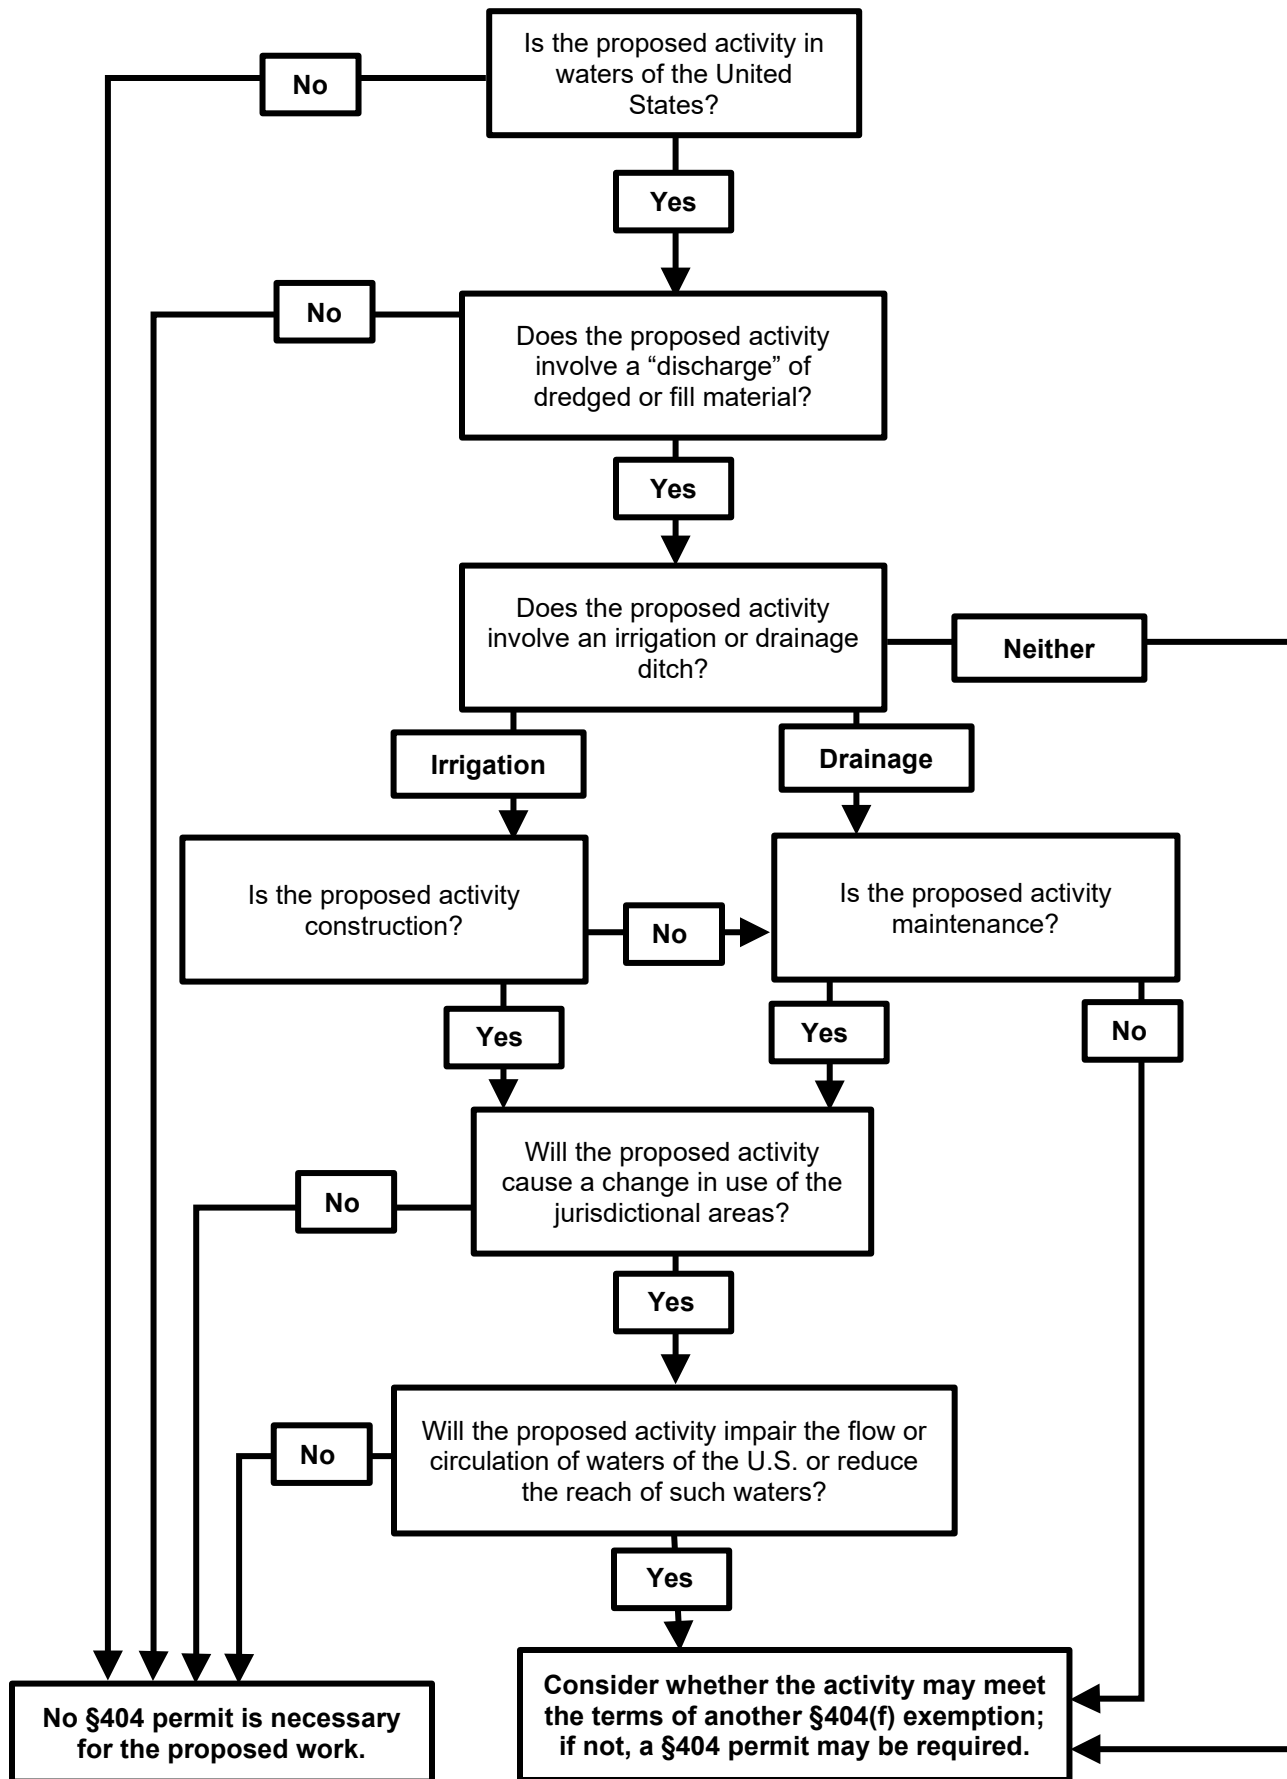 Is the proposed activity in
waters of the United
States?
No
Yes
No
Does the proposed activity
involve a “discharge” of
dredged or fill material?
Yes
Does the proposed activity
involve an irrigation or drainage
ditch?
Neither
Irrigation
Drainage
Is the proposed activity
construction?
No
Is the proposed activity
maintenance?
Yes
Yes
No
Will the proposed activity
cause a change in use of the
jurisdictional areas?
No
Yes
Will the proposed activity impair the flow or
circulation of waters of the U.S. or reduce
the reach of such waters?
No
Yes
No §404 permit is necessary
for the proposed work.
Consider whether the activity may meet
the terms of another §404(f) exemption;
if not, a §404 permit may be required.